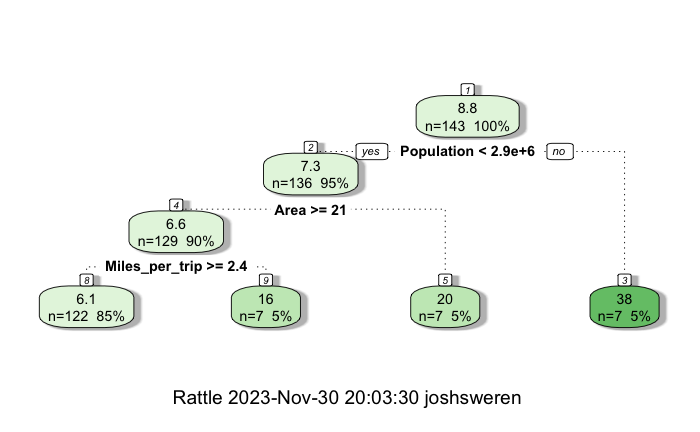 1
8.8
n=143 100%
yes Population < 2.9e+6 no
2
7.3
n=136 95%
Area >= 21
4
6.6
n=129 90%
Miles_per_trip >= 2.4
8
6.1
n=122 85%
9
16
n=7 5%
5
20
n=7 5%
3
38
n=7 5%
Rattle 2023-Nov-30 20:03:30 joshsweren